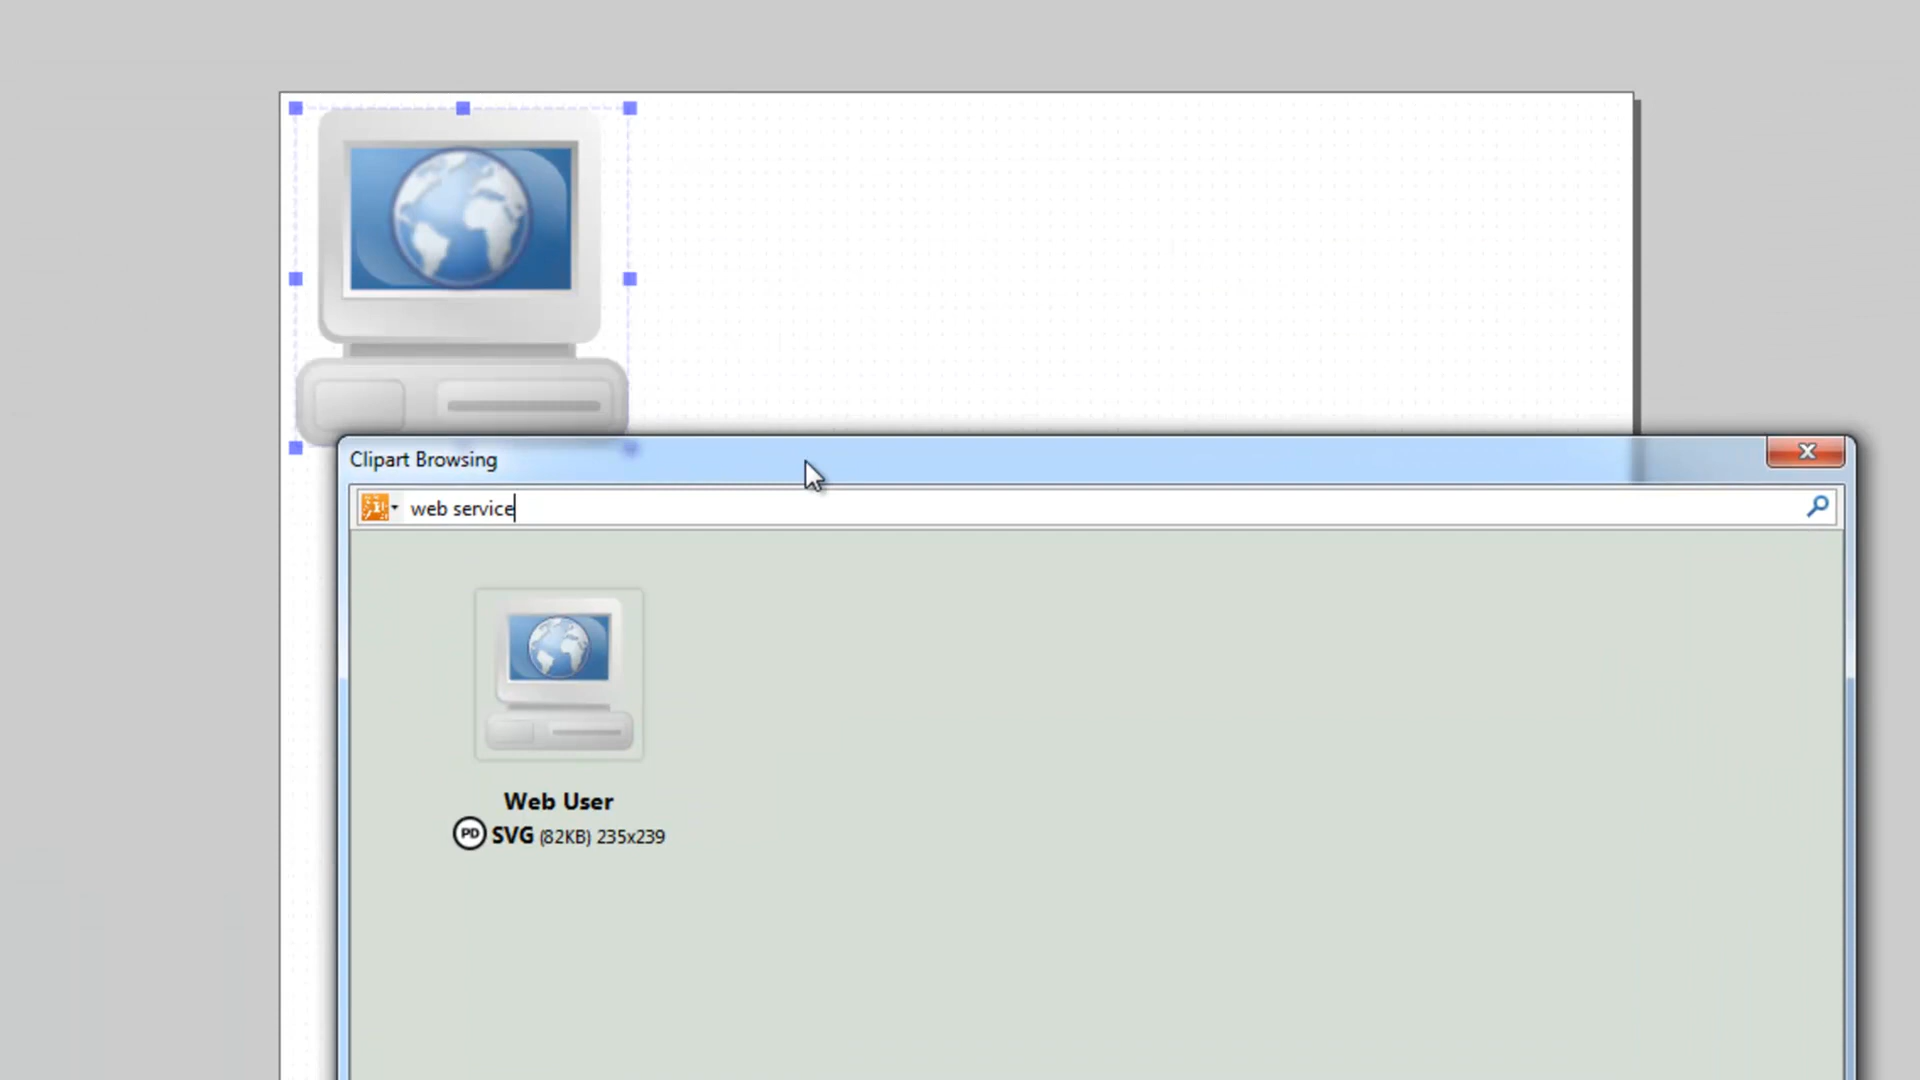 Clipart Browsing
web service
Web User
PD SVG (82KB) 235x239